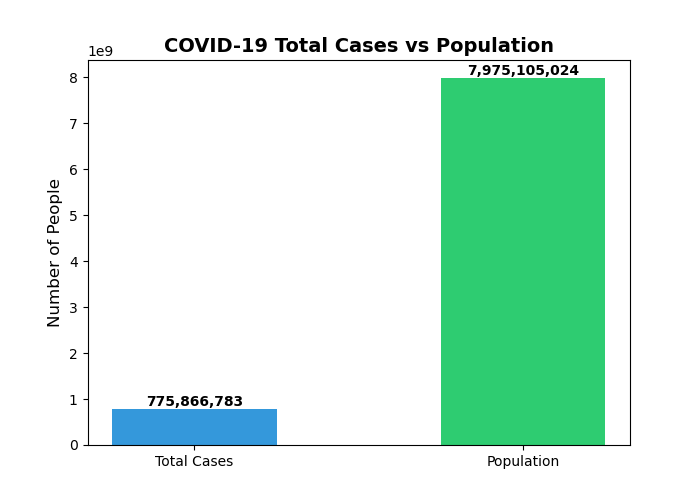 COVID-19 Total Cases vs Population
1e9
Number of People
8
7
6
5
4
3
2
1
0
775,866,783
7,975,105,024
Total Cases
Population